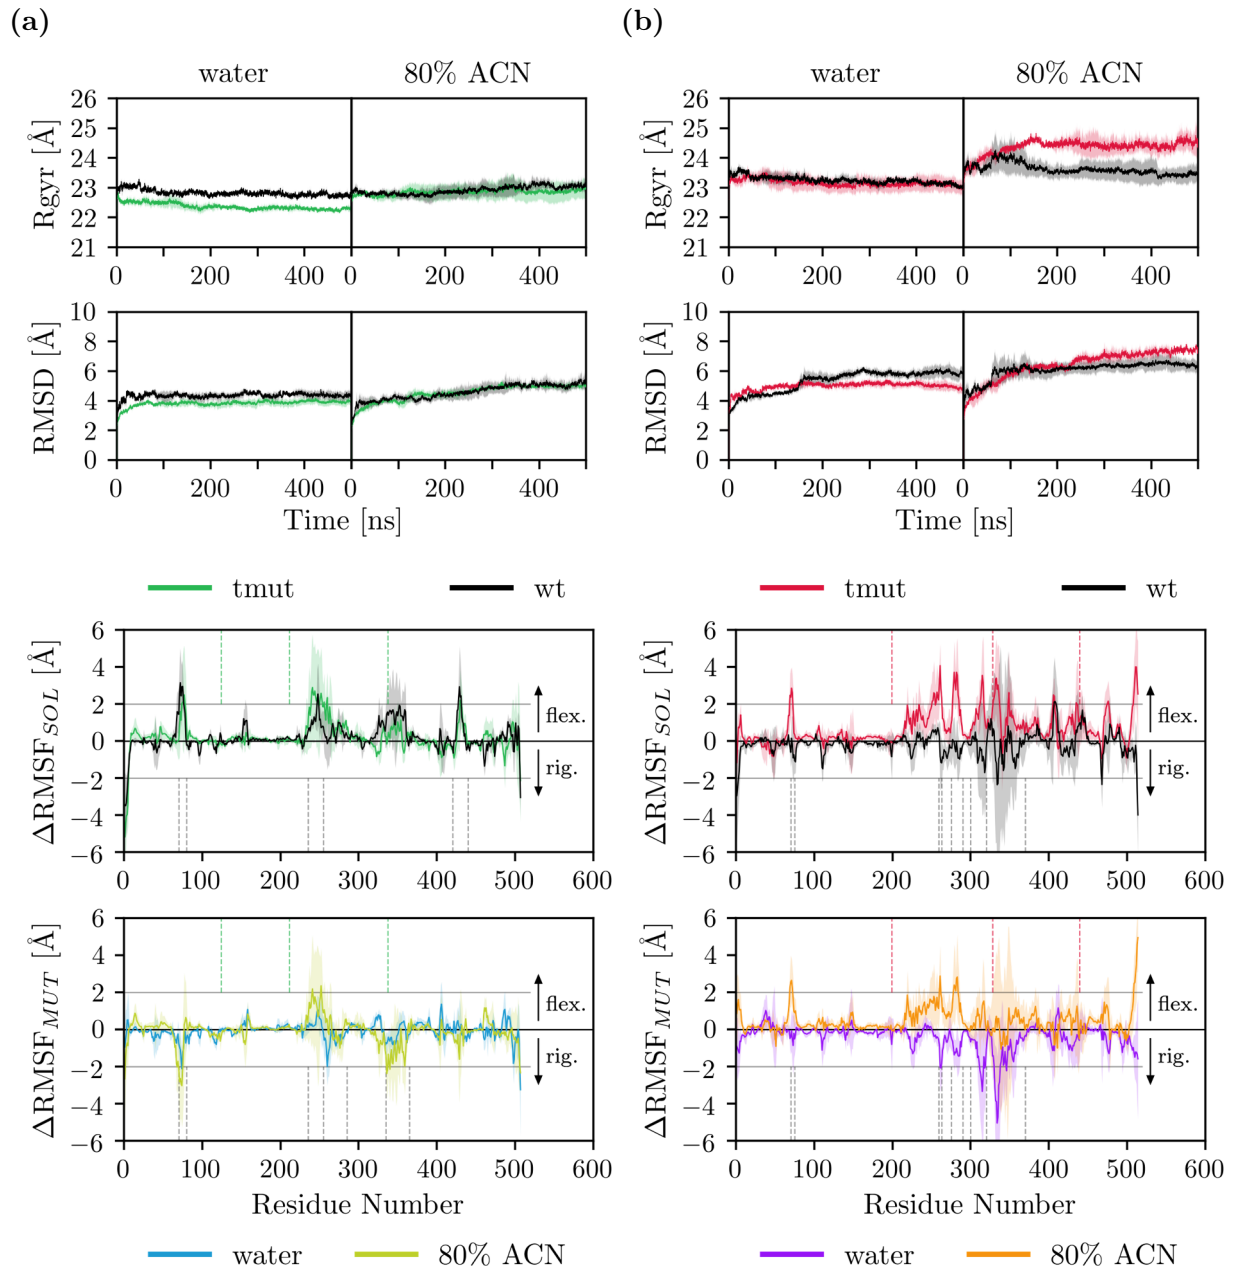 (a) (b)
water 80% ACN water 80% ACN
26 25 24 23 22 21 Rgyr [Å]
0 200 400 0 200 400
26 25 24 23 22 21 Rgyr [Å]
0 200 400 0 200 400
10 8 6 4 2 0 RMSD [Å]
0 200 400 0 200 400
Time [ns]
10 8 6 4 2 0 RMSD [Å]
0 200 400 0 200 400
Time [ns]
tmut wt tmut wt
6 4 2 0 −2 −4 −6 ΔRMSF_SOL [Å]
flex.
rig.
0 100 200 300 400 500 600
6 4 2 0 −2 −4 −6 ΔRMSF_SOL [Å]
flex.
rig.
0 100 200 300 400 500 600
6 4 2 0 −2 −4 −6 ΔRMSF_MUT [Å]
flex.
rig.
0 100 200 300 400 500 600
Residue Number
6 4 2 0 −2 −4 −6 ΔRMSF_MUT [Å]
flex.
rig.
0 100 200 300 400 500 600
Residue Number
water 80% ACN water 80% ACN